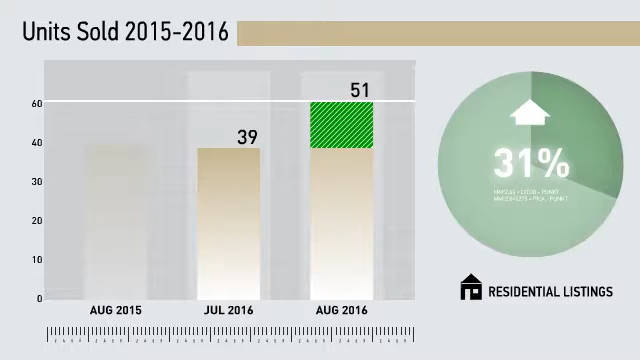 Units Sold 2015-2016
60
40
30
20
10
0
39
51
AUG 2015
JUL 2016
AUG 2016
31%
RESIDENTIAL LISTINGS